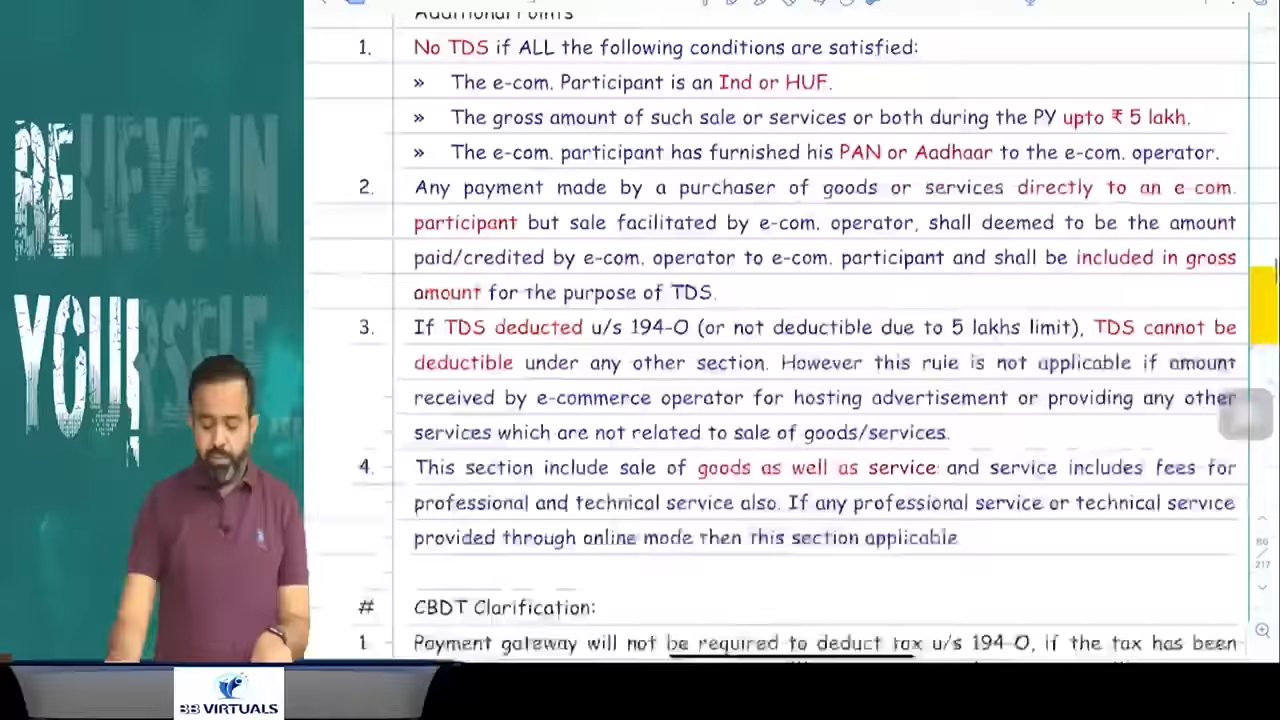 BELIEVE IN
YOURSELF
Additional Points
1. No TDS if ALL the following conditions are satisfied:
» The e-com. Participant is an Ind or HUF.
» The gross amount of such sale or services or both during the PY upto ₹ 5 lakh.
» The e-com. participant has furnished his PAN or Aadhaar to the e-com. operator.
2. Any payment made by a purchaser of goods or services directly to an e com.
participant but sale facilitated by e-com. operator, shall deemed to be the amount
paid/credited by e-com. operator to e-com. participant and shall be included in gross
amount for the purpose of TDS.
3. If TDS deducted u/s 194-O (or not deductible due to 5 lakhs limit), TDS cannot be
deductible under any other section. However this rule is not applicable if amount
received by e-commerce operator for hosting advertisement or providing any other
services which are not related to sale of goods/services.
4. This section include sale of goods as well as service and service includes fees for
professional and technical service also. If any professional service or technical service
provided through online mode then this section applicable
86
/
217
# CBDT Clarification:
1 Payment gateway will not be required to deduct tax u/s 194-O, if the tax has been
BB VIRTUALS